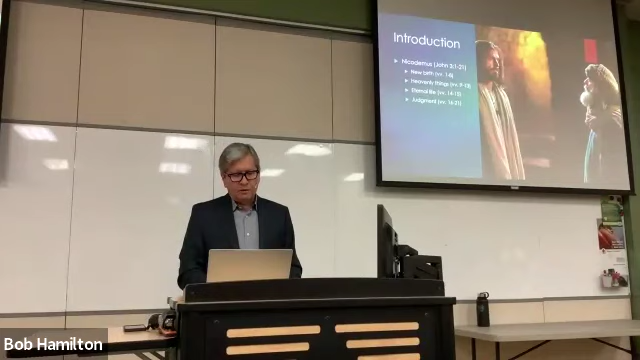 Introduction
Nicodemus (John 3:1-21)
New birth (vv. 1-8)
Heavenly things (vv. 9-13)
Eternal life (vv. 14-15)
Judgment (vv. 16-21)
Bob Hamilton